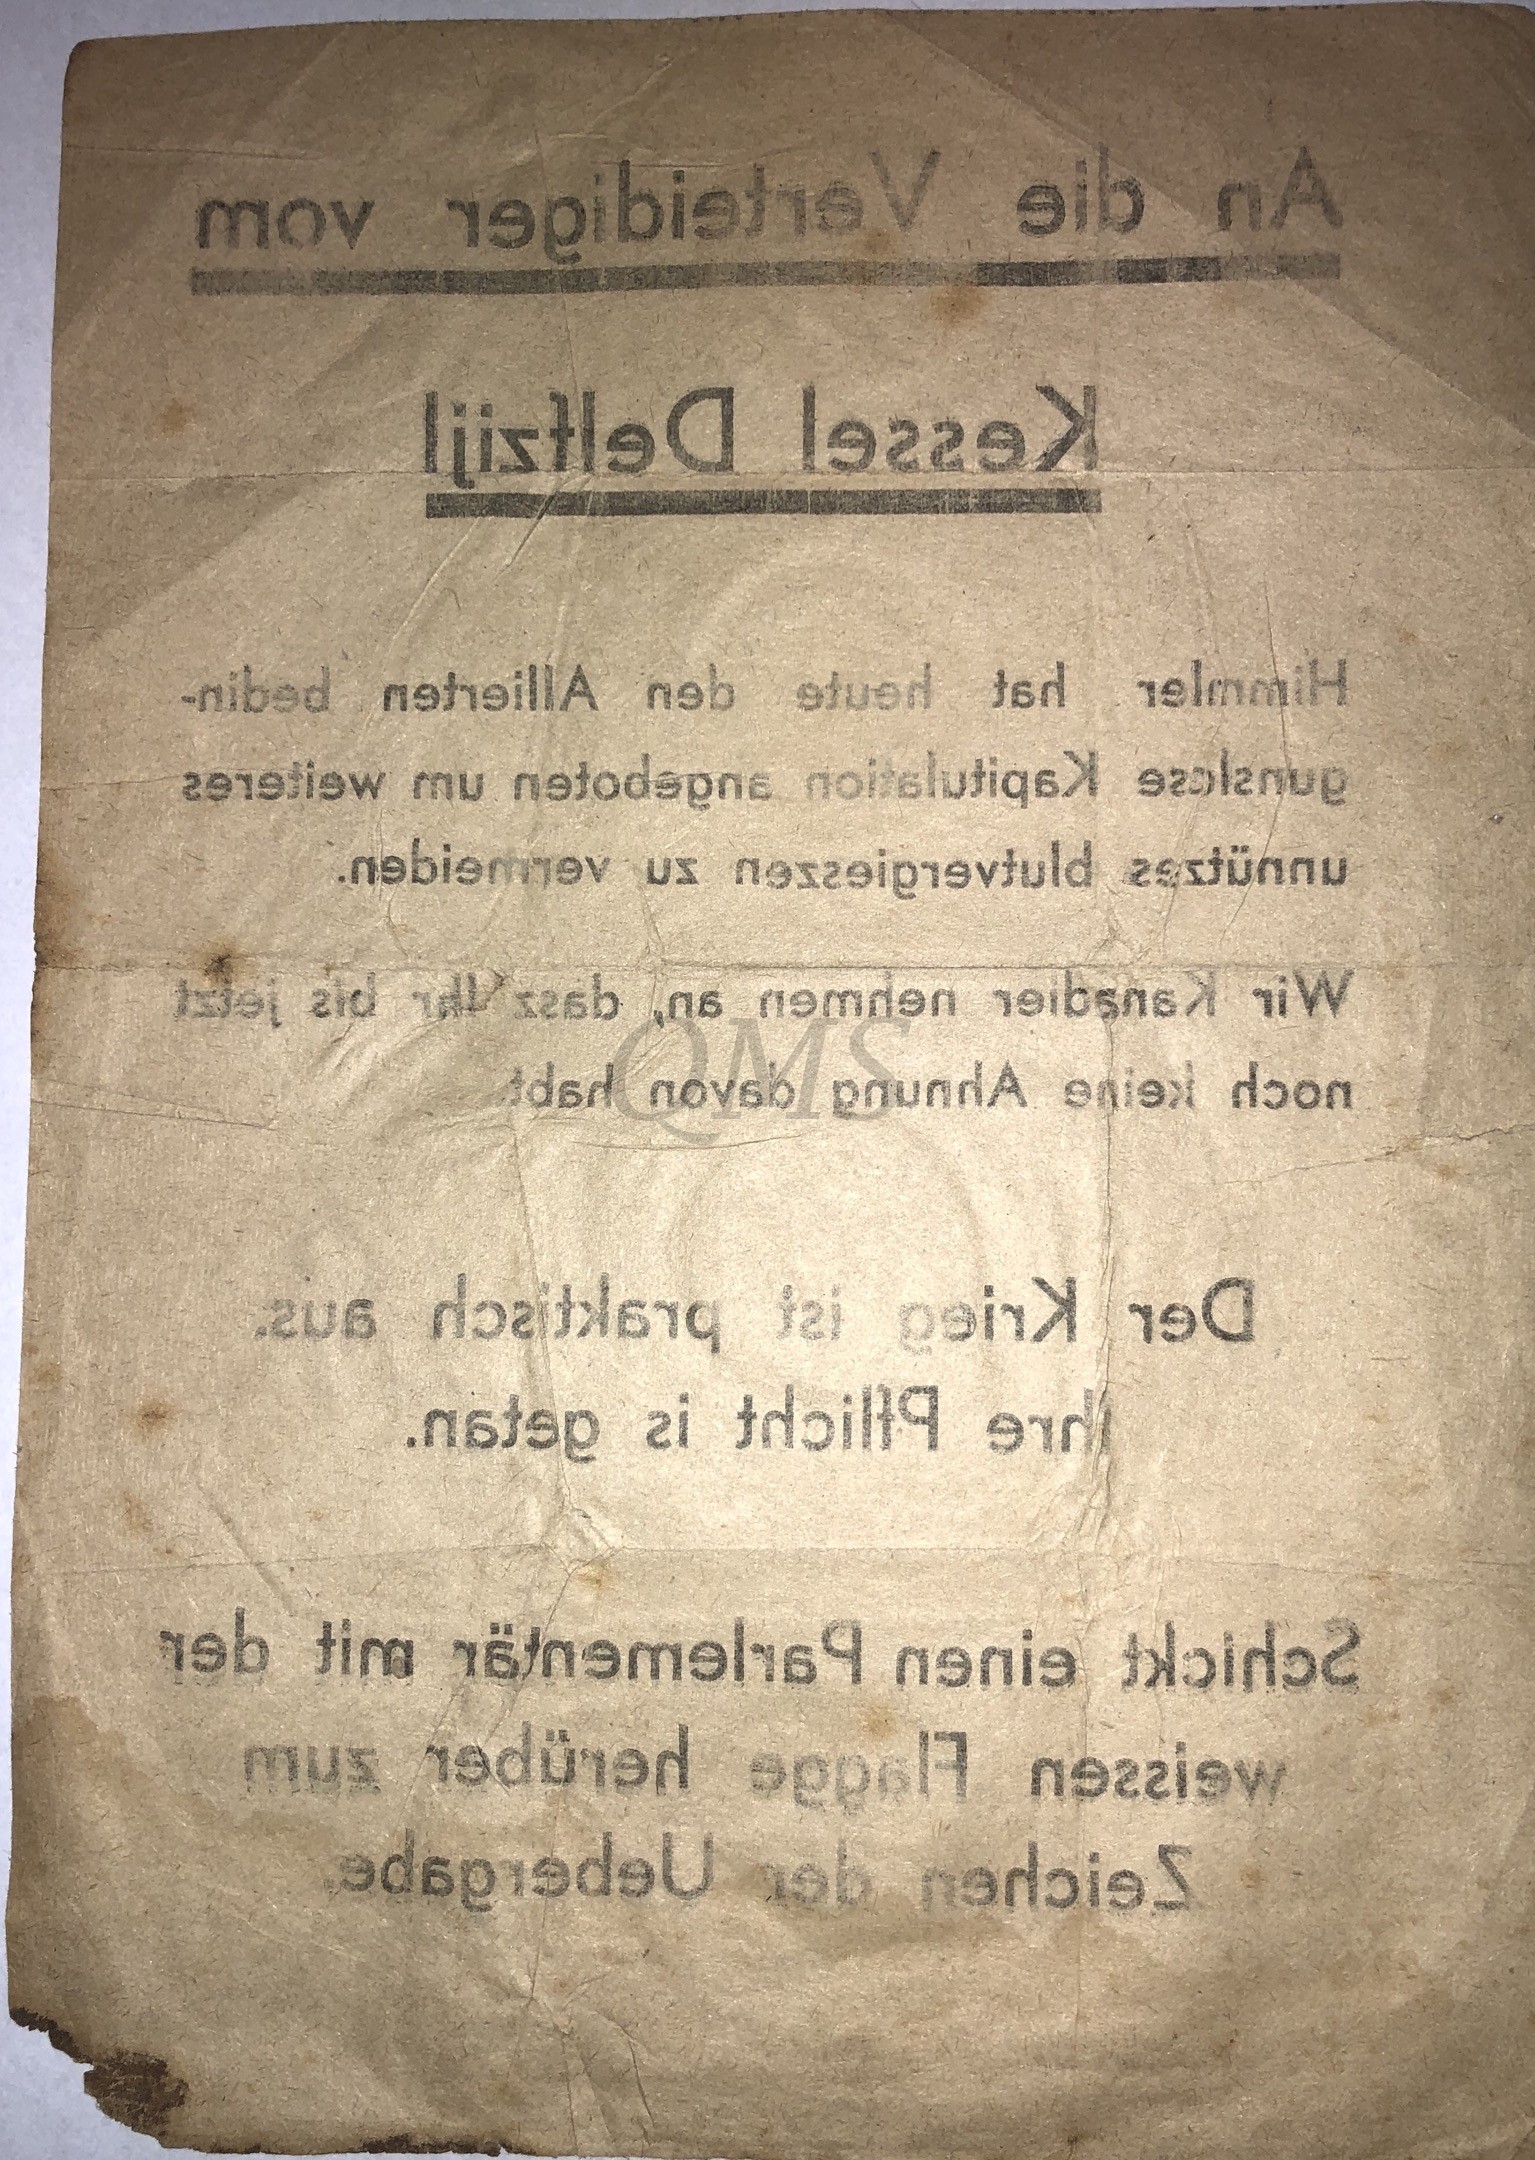 An die Verteidiger vom
Kessel Delfzijl
Himmler hat heute den Allierten bedin-
gunslose Kapitulation angeboten um weiteres
unnützes blutvergieszen zu vermeiden.
Wir Kanadier nehmen an, dasz Ihr bis jetzt
noch keine Ahnung davon habt.
QMS
Der Krieg ist praktisch aus.
Ihre Pflicht is getan.
Schickt einen Parlementär mit der
weissen Flagge herüber zum
Zeichen der Uebergabe.